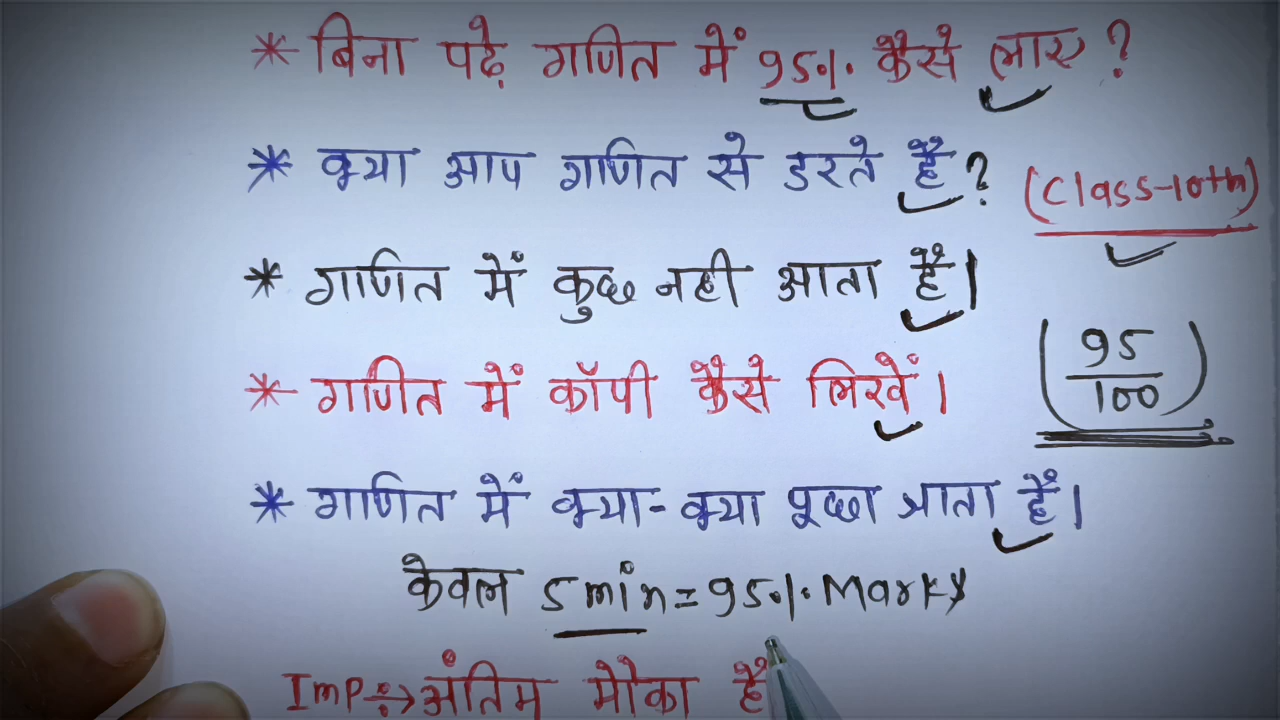 * बिना पढ़े गणित में 95% कैसे लाए ?
* क्या आप गणित से डरते हैं ?
(Class-10th)
* गणित में कुछ नही आता हैं।
* गणित में कॉपी कैसे लिखें।
(95/100)
* गणित में क्या-क्या पूछा जाता हैं।
केवल 5 min = 95% Marks
Imp ÷→ अंतिम मौका हैं